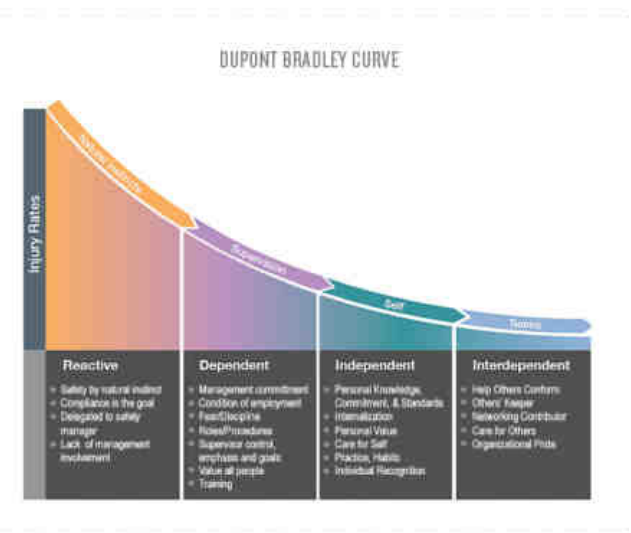 DUPONT BRADLEY CURVE
Injury Rates
Natural Instincts
Supervision
Self
Teams
Reactive
Safety by natural instinct
Compliance is the goal
Delegated to safety
manager
Lack of management
involvement
Dependent
Management commitment
Condition of employment
Fear/Discipline
Rules/Procedures
Supervisor control,
emphasis and goals
Value all people
Training
Independent
Personal Knowledge,
Commitment, & Standards
Internalization
Personal Value
Care for Self
Practice, Habits
Individual Recognition
Interdependent
Help Others Conform
Others' Keeper
Networking Contributor
Care for Others
Organizational Pride